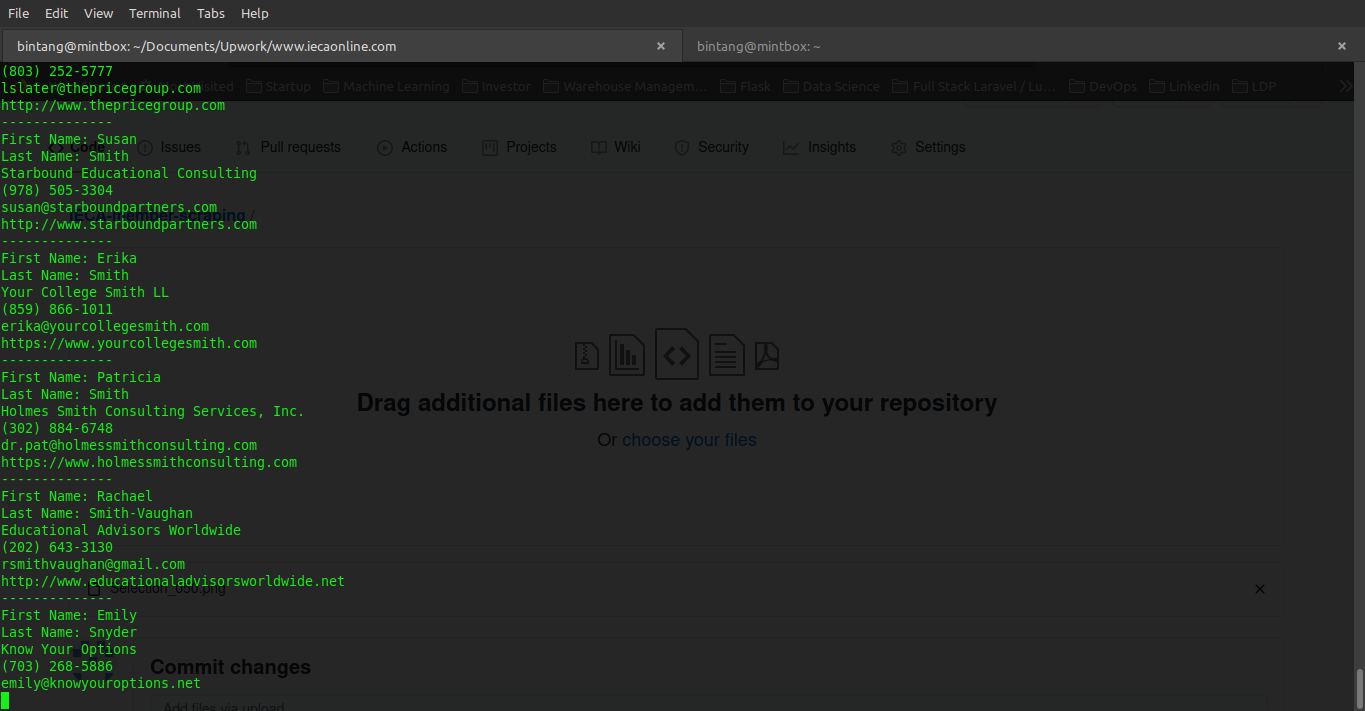 File Edit View Terminal Tabs Help
bintang@mintbox: ~/Documents/Upwork/www.iecaonline.com × bintang@mintbox: ~ ×
(803) 252-5777
Visited Startup Machine Learning Investor Warehouse Managem... Flask Data Science Full Stack Laravel / Lu... DevOps Linkedin LDP
lslater@thepricegroup.com
http://www.thepricegroup.com
--------------
First Name: Susan
Code Issues Pull requests Actions Projects Wiki Security Insights Settings
Last Name: Smith
Starbound Educational Consulting
(978) 505-3304
susan@starboundpartners.com
IECA-member-scraping /
http://www.starboundpartners.com
--------------
First Name: Erika
Last Name: Smith
Your College Smith LL
(859) 866-1011
erika@yourcollegesmith.com
https://www.yourcollegesmith.com
--------------
First Name: Patricia
Last Name: Smith
Drag additional files here to add them to your repository
Holmes Smith Consulting Services, Inc.
(302) 884-6748
Or choose your files
dr.pat@holmessmithconsulting.com
https://www.holmessmithconsulting.com
--------------
First Name: Rachael
Last Name: Smith-Vaughan
Educational Advisors Worldwide
(202) 643-3130
rsmithvaughan@gmail.com
http://www.educationaladvisorsworldwide.net
Selection_050.png
--------------
First Name: Emily
Last Name: Snyder
Know Your Options
(703) 268-5886
Commit changes
emily@knowyouroptions.net
Add files via upload